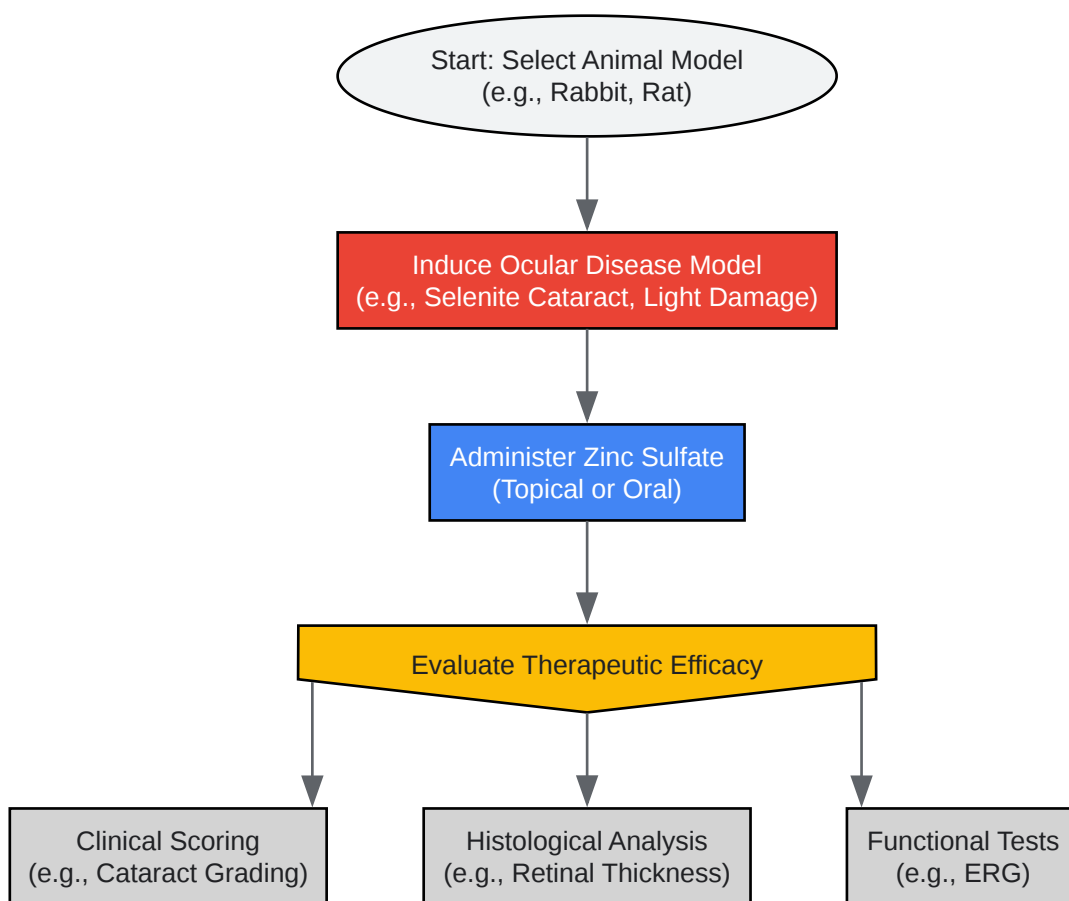 Start: Select Animal Model
(e.g., Rabbit, Rat)
Induce Ocular Disease Model
(e.g., Selenite Cataract, Light Damage)
Administer Zinc Sulfate
(Topical or Oral)
Evaluate Therapeutic Efficacy
Clinical Scoring
(e.g., Cataract Grading)
Histological Analysis
(e.g., Retinal Thickness)
Functional Tests
(e.g., ERG)